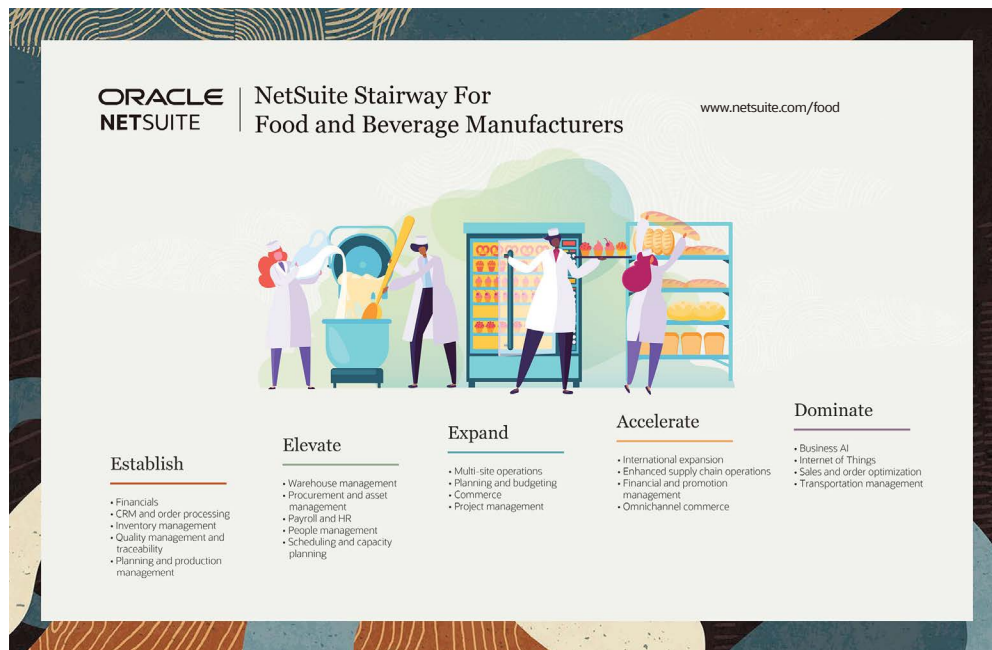 ORACLE
NETSUITE
NetSuite Stairway For
Food and Beverage Manufacturers
www.netsuite.com/food
Establish
• Financials
• CRM and order processing
• Inventory management
• Quality management and
traceability
• Planning and production
management
Elevate
• Warehouse management
• Procurement and asset
management
• Payroll and HR
• People management
• Scheduling and capacity
planning
Expand
• Multi-site operations
• Planning and budgeting
• Commerce
• Project management
Accelerate
• International expansion
• Enhanced supply chain operations
• Financial and promotion
management
• Omnichannel commerce
Dominate
• Business AI
• Internet of Things
• Sales and order optimization
• Transportation management